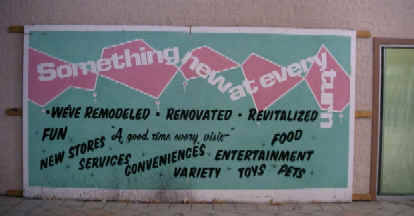 Something new at every turn
• WE'VE REMODELED • RENOVATED • REVITALIZED
FUN "A good time every visit" FOOD
NEW STORES SERVICES CONVENIENCES ENTERTAINMENT
VARIETY TOYS PETS